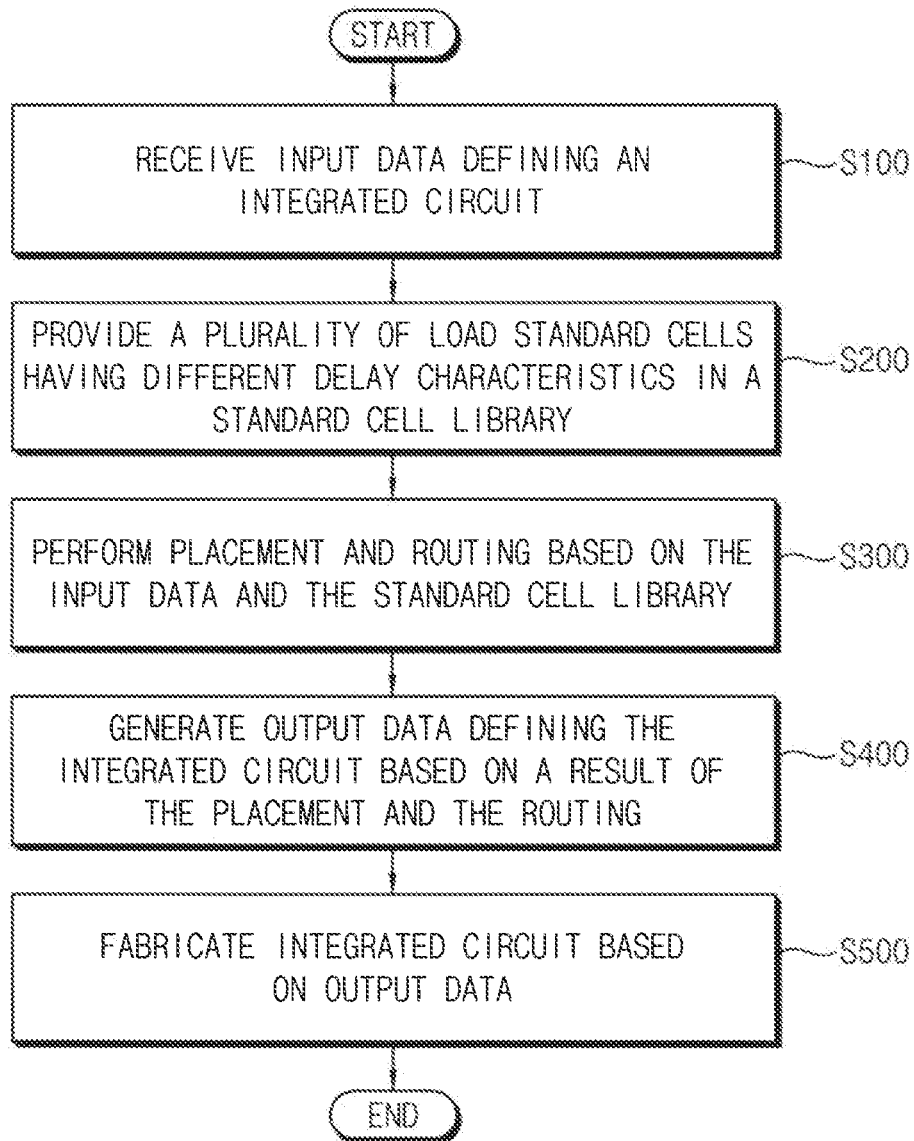 START
RECEIVE INPUT DATA DEFINING AN
INTEGRATED CIRCUIT
S100
PROVIDE A PLURALITY OF LOAD STANDARD CELLS
HAVING DIFFERENT DELAY CHARACTERISTICS IN A
STANDARD CELL LIBRARY
S200
PERFORM PLACEMENT AND ROUTING BASED ON THE
INPUT DATA AND THE STANDARD CELL LIBRARY
S300
GENERATE OUTPUT DATA DEFINING THE
INTEGRATED CIRCUIT BASED ON A RESULT OF
THE PLACEMENT AND THE ROUTING
S400
FABRICATE INTEGRATED CIRCUIT BASED
ON OUTPUT DATA
S500
END